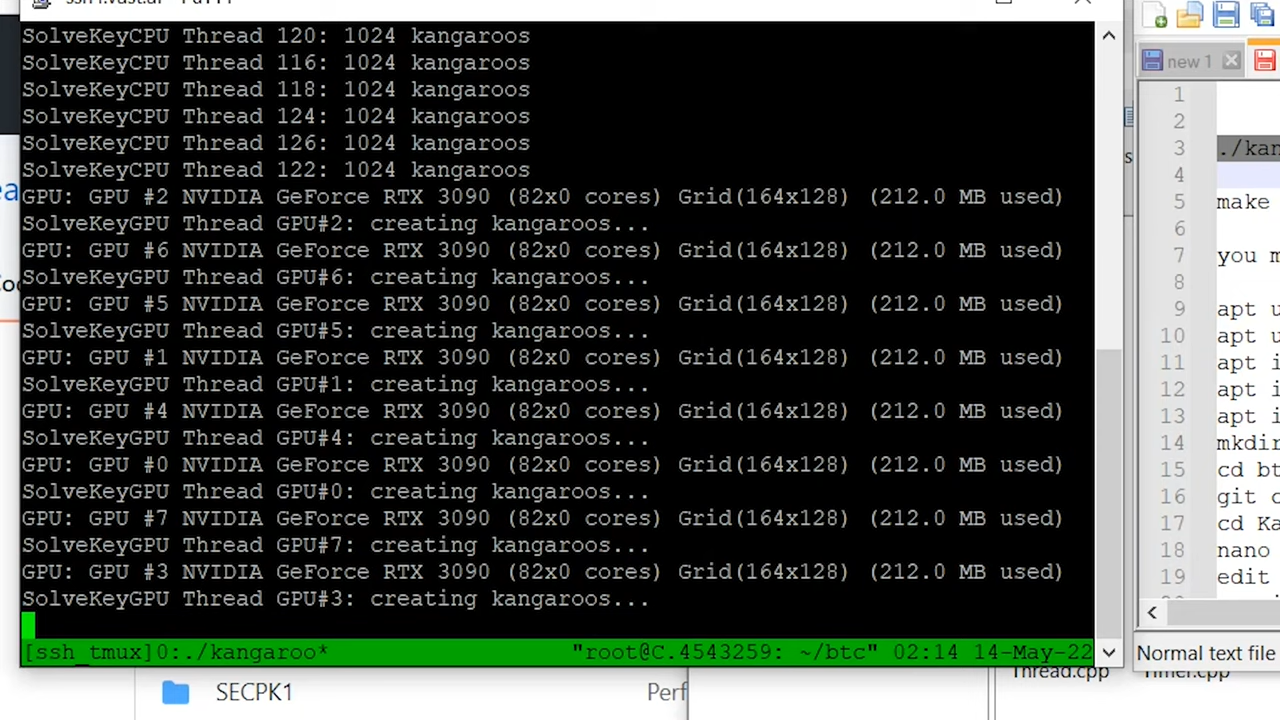 SolveKeyCPU Thread 120: 1024 kangaroos
SolveKeyCPU Thread 116: 1024 kangaroos
SolveKeyCPU Thread 118: 1024 kangaroos
SolveKeyCPU Thread 124: 1024 kangaroos
SolveKeyCPU Thread 126: 1024 kangaroos
SolveKeyCPU Thread 122: 1024 kangaroos
GPU: GPU #2 NVIDIA GeForce RTX 3090 (82x0 cores) Grid(164x128) (212.0 MB used)
SolveKeyGPU Thread GPU#2: creating kangaroos...
GPU: GPU #6 NVIDIA GeForce RTX 3090 (82x0 cores) Grid(164x128) (212.0 MB used)
SolveKeyGPU Thread GPU#6: creating kangaroos...
GPU: GPU #5 NVIDIA GeForce RTX 3090 (82x0 cores) Grid(164x128) (212.0 MB used)
SolveKeyGPU Thread GPU#5: creating kangaroos...
GPU: GPU #1 NVIDIA GeForce RTX 3090 (82x0 cores) Grid(164x128) (212.0 MB used)
SolveKeyGPU Thread GPU#1: creating kangaroos...
GPU: GPU #4 NVIDIA GeForce RTX 3090 (82x0 cores) Grid(164x128) (212.0 MB used)
SolveKeyGPU Thread GPU#4: creating kangaroos...
GPU: GPU #0 NVIDIA GeForce RTX 3090 (82x0 cores) Grid(164x128) (212.0 MB used)
SolveKeyGPU Thread GPU#0: creating kangaroos...
GPU: GPU #7 NVIDIA GeForce RTX 3090 (82x0 cores) Grid(164x128) (212.0 MB used)
SolveKeyGPU Thread GPU#7: creating kangaroos...
GPU: GPU #3 NVIDIA GeForce RTX 3090 (82x0 cores) Grid(164x128) (212.0 MB used)
SolveKeyGPU Thread GPU#3: creating kangaroos...
[ssh_tmux]0:./kangaroo* "root@C.4543259: ~/btc" 02:14 14-May-22
SECPK1 Perf
new 1
1
2
3 ./kan
4
5 make
6
7 you m
8
9 apt u
10 apt u
11 apt i
12 apt i
13 apt i
14 mkdir
15 cd bt
16 git c
17 cd Ka
18 nano
19 edit
Normal text file
Thread.cpp Timer.cpp